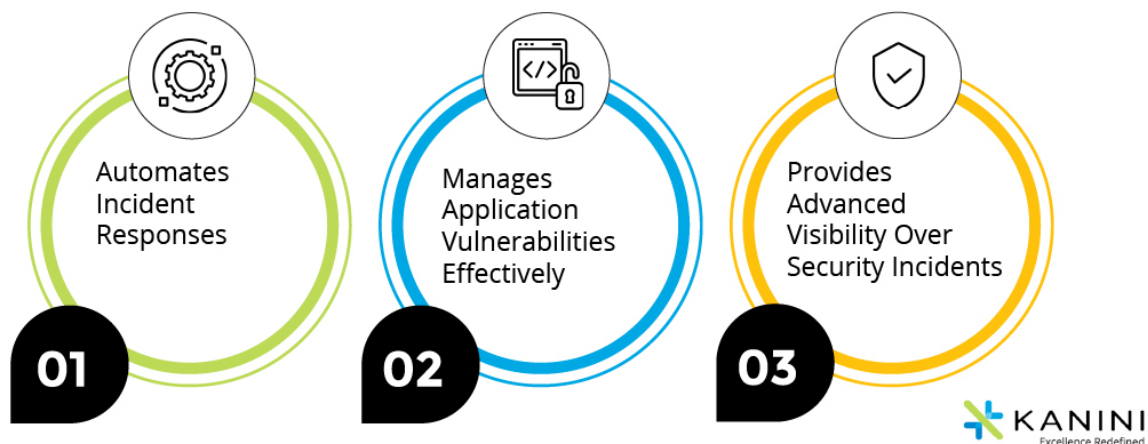 Automates
Incident
Responses
01
Manages
Application
Vulnerabilities
Effectively
02
Provides
Advanced
Visibility Over
Security Incidents
03
KANINI
Excellence Redefined